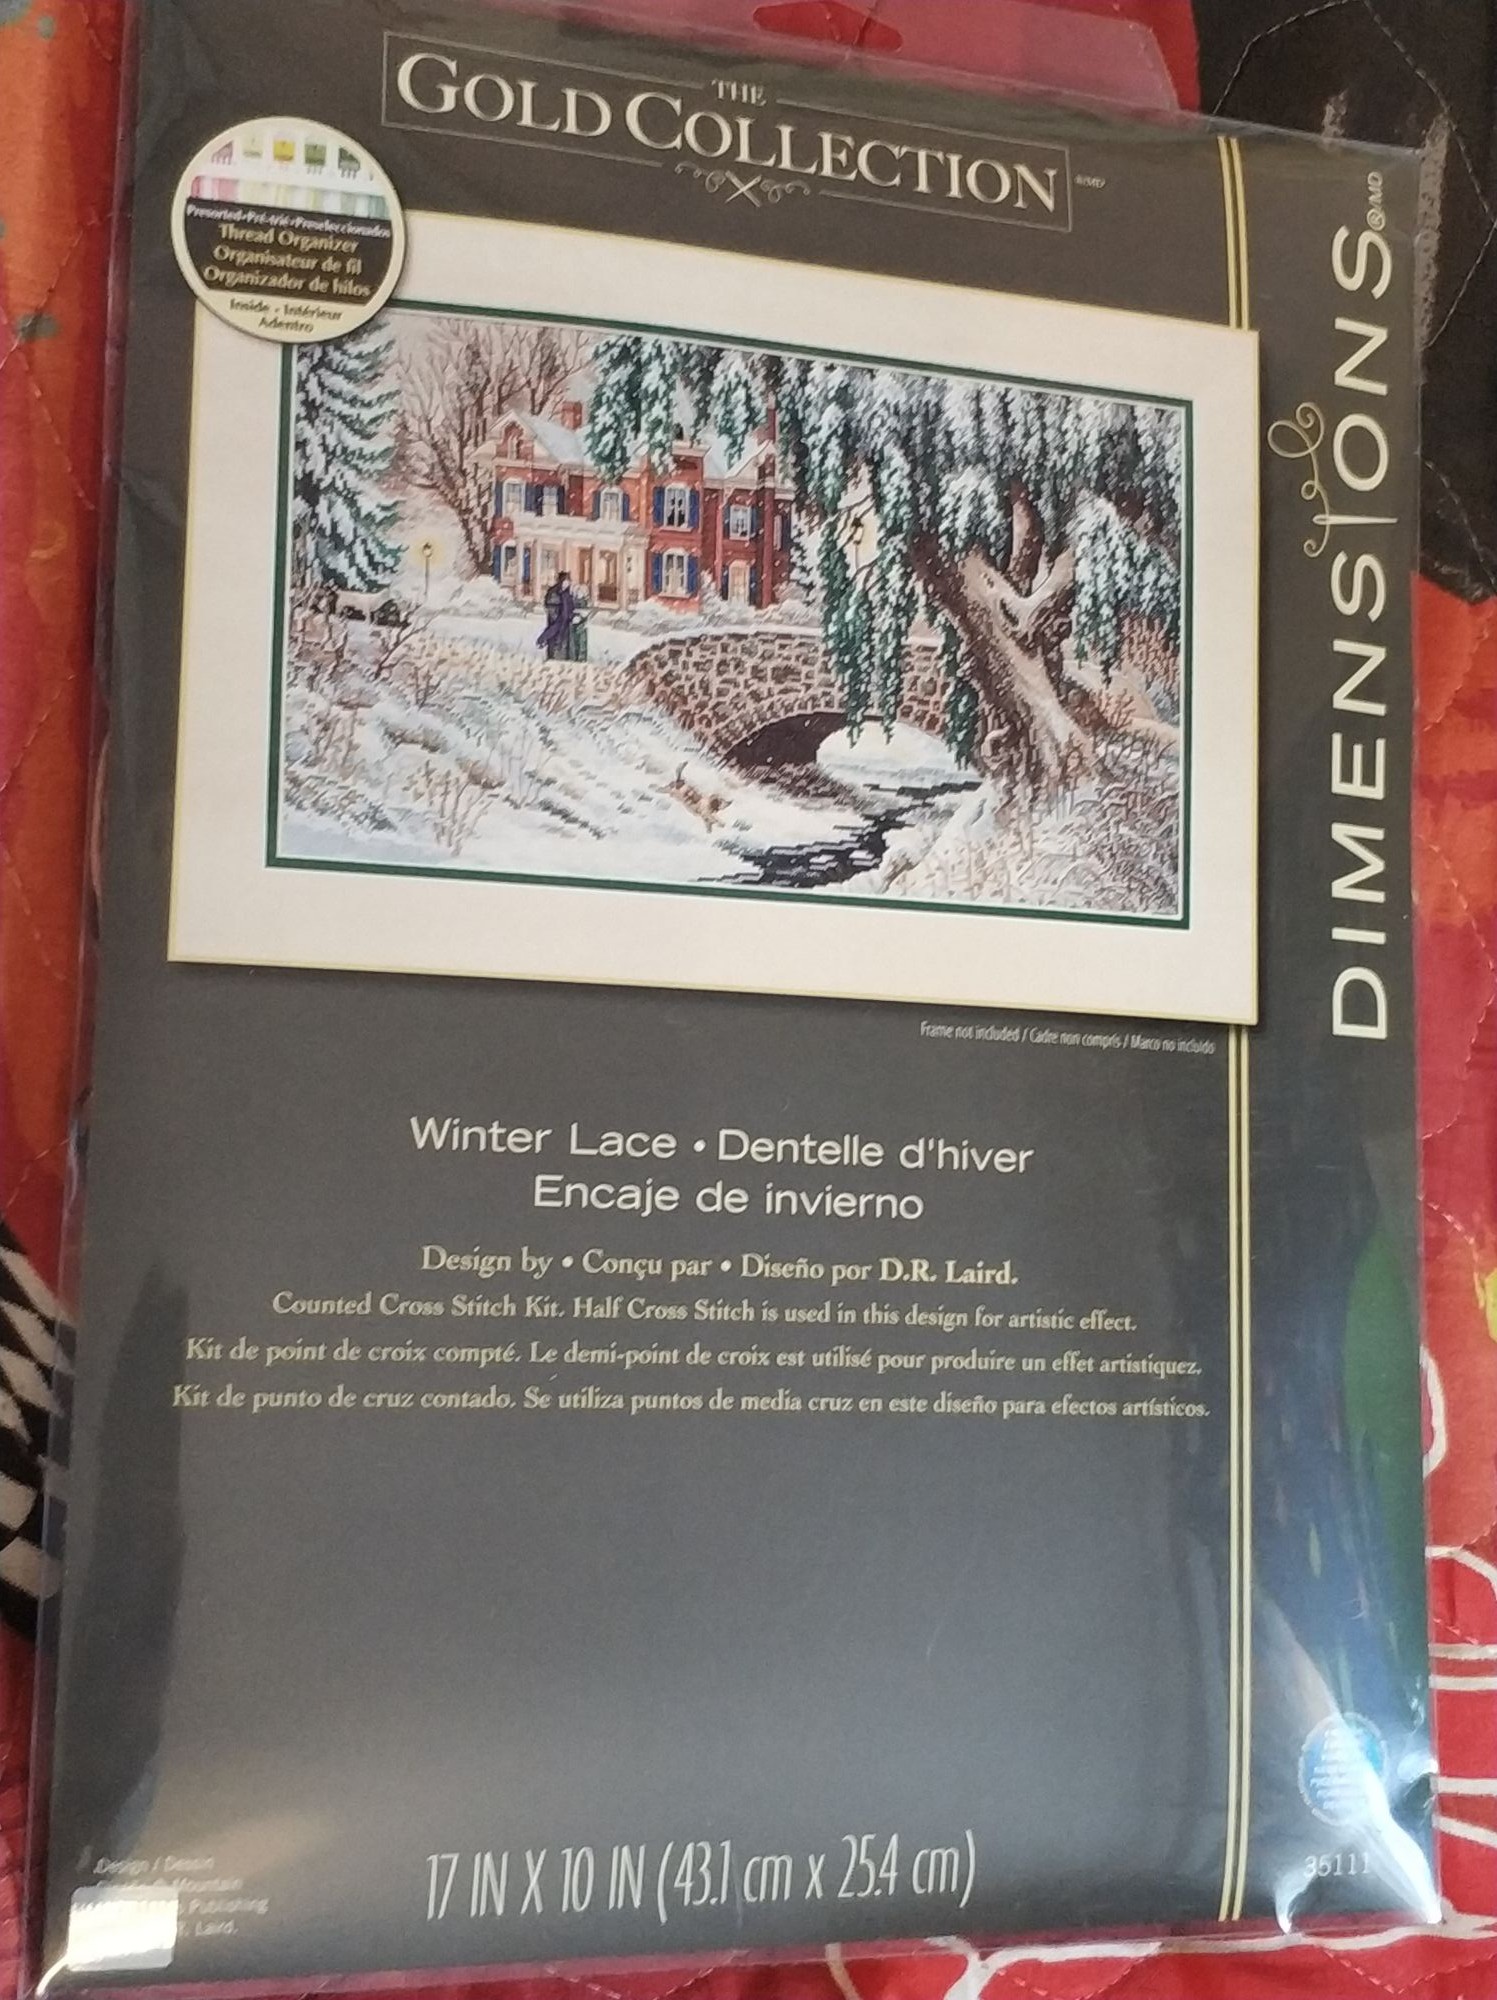 THE
GOLD COLLECTION
®/MD
Presorted•Pré-trié•Preseleccionados
Thread Organizer
Organisateur de fil
Organizador de hilos
Inside - Intérieur
Adentro
DIMENSIONS®/MD
Frame not included / Cadre non compris / Marco no incluido
Winter Lace • Dentelle d'hiver
Encaje de invierno
Design by • Conçu par • Diseño por D.R. Laird.
Counted Cross Stitch Kit. Half Cross Stitch is used in this design for artistic effect.
Kit de point de croix compté. Le demi-point de croix est utilisé pour produire un effet artistiquez.
Kit de punto de cruz contado. Se utiliza puntos de media cruz en este diseño para efectos artísticos.
17 IN X 10 IN (43.1 cm x 25.4 cm)
Design / Dessin
Mountain
Publishing
Laird.
35111